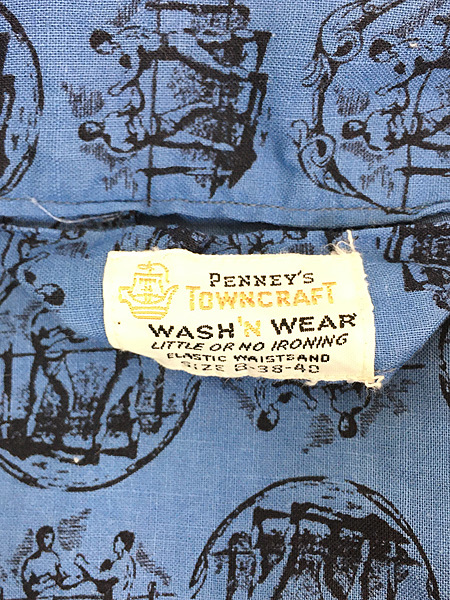 PENNEY'S
TOWNCRAFT
WASH 'N WEAR
LITTLE OR NO IRONING
ELASTIC WAISTBAND
SIZE B-38-40